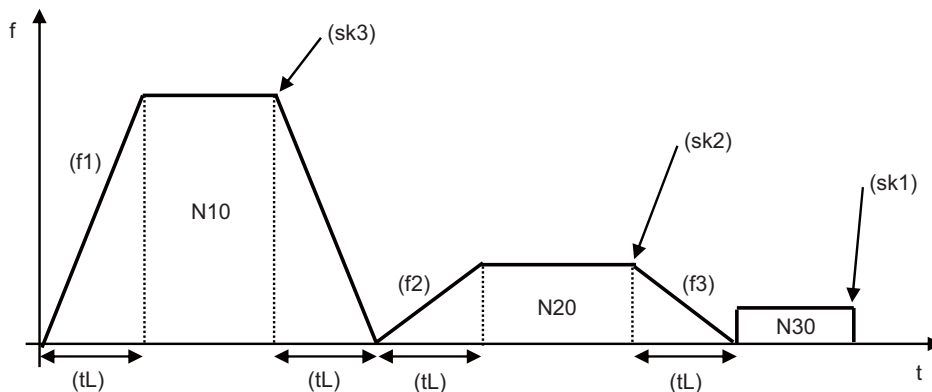 f
(sk3)
(sk2)
(sk1)
(f1)
N10
(f2)
N20
(f3)
N30
(tL)
(tL)
(tL)
(tL)
t